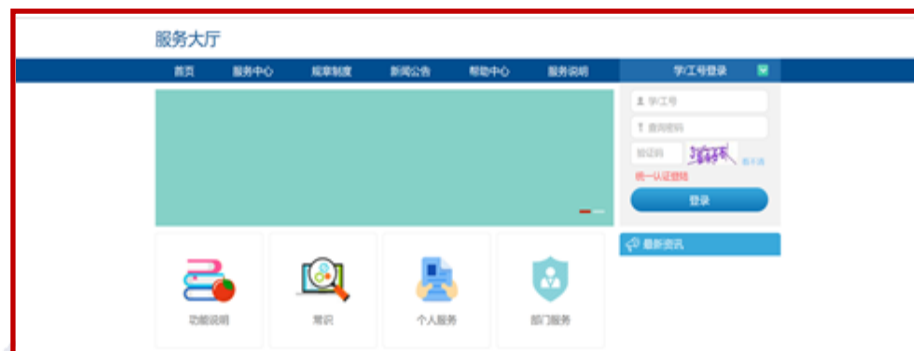 服务大厅
首页 服务中心 规章制度 新闻公告 帮助中心 服务说明 学/工号登录
学/工号
查询密码
验证码 看不清
统一认证登陆
登录
最新资讯
功能说明 常识 个人服务 部门服务